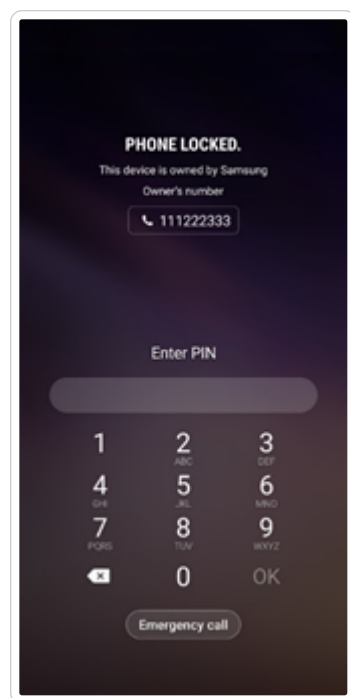 PHONE LOCKED.
This device is owned by Samsung
Owner's number
111222333
Enter PIN
1 2 3
ABC DEF
4 5 6
GHI JKL MNO
7 8 9
PQRS TUV WXYZ
0 OK
Emergency call